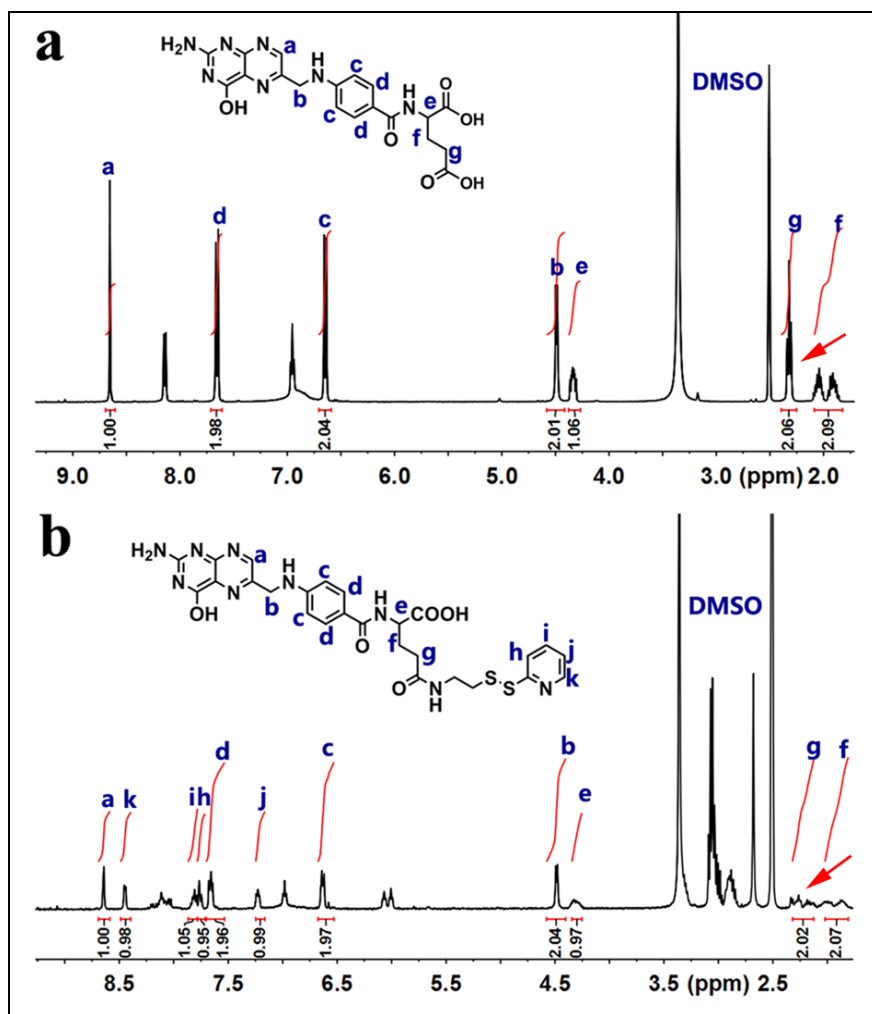 a
H₂N N N a
N N
OH b
H
N
c d
c d
O
H
N
e O
OH
f
g
O OH
DMSO
a d c b e g f
1.00 1.98 2.04 2.01 1.06 2.06 2.09
9.0 8.0 7.0 6.0 5.0 4.0 3.0 (ppm) 2.0
b
H₂N N N a
N N
OH b
H
N
c d
c d
O
H
N
e COOH
f
g
O N
H
S S
h i j k
N
DMSO
a k i h d j c b e g f
1.00 0.98 1.05 0.95 1.96 0.99 1.97 2.04 0.97 2.02 2.07
8.5 7.5 6.5 5.5 4.5 3.5 (ppm) 2.5